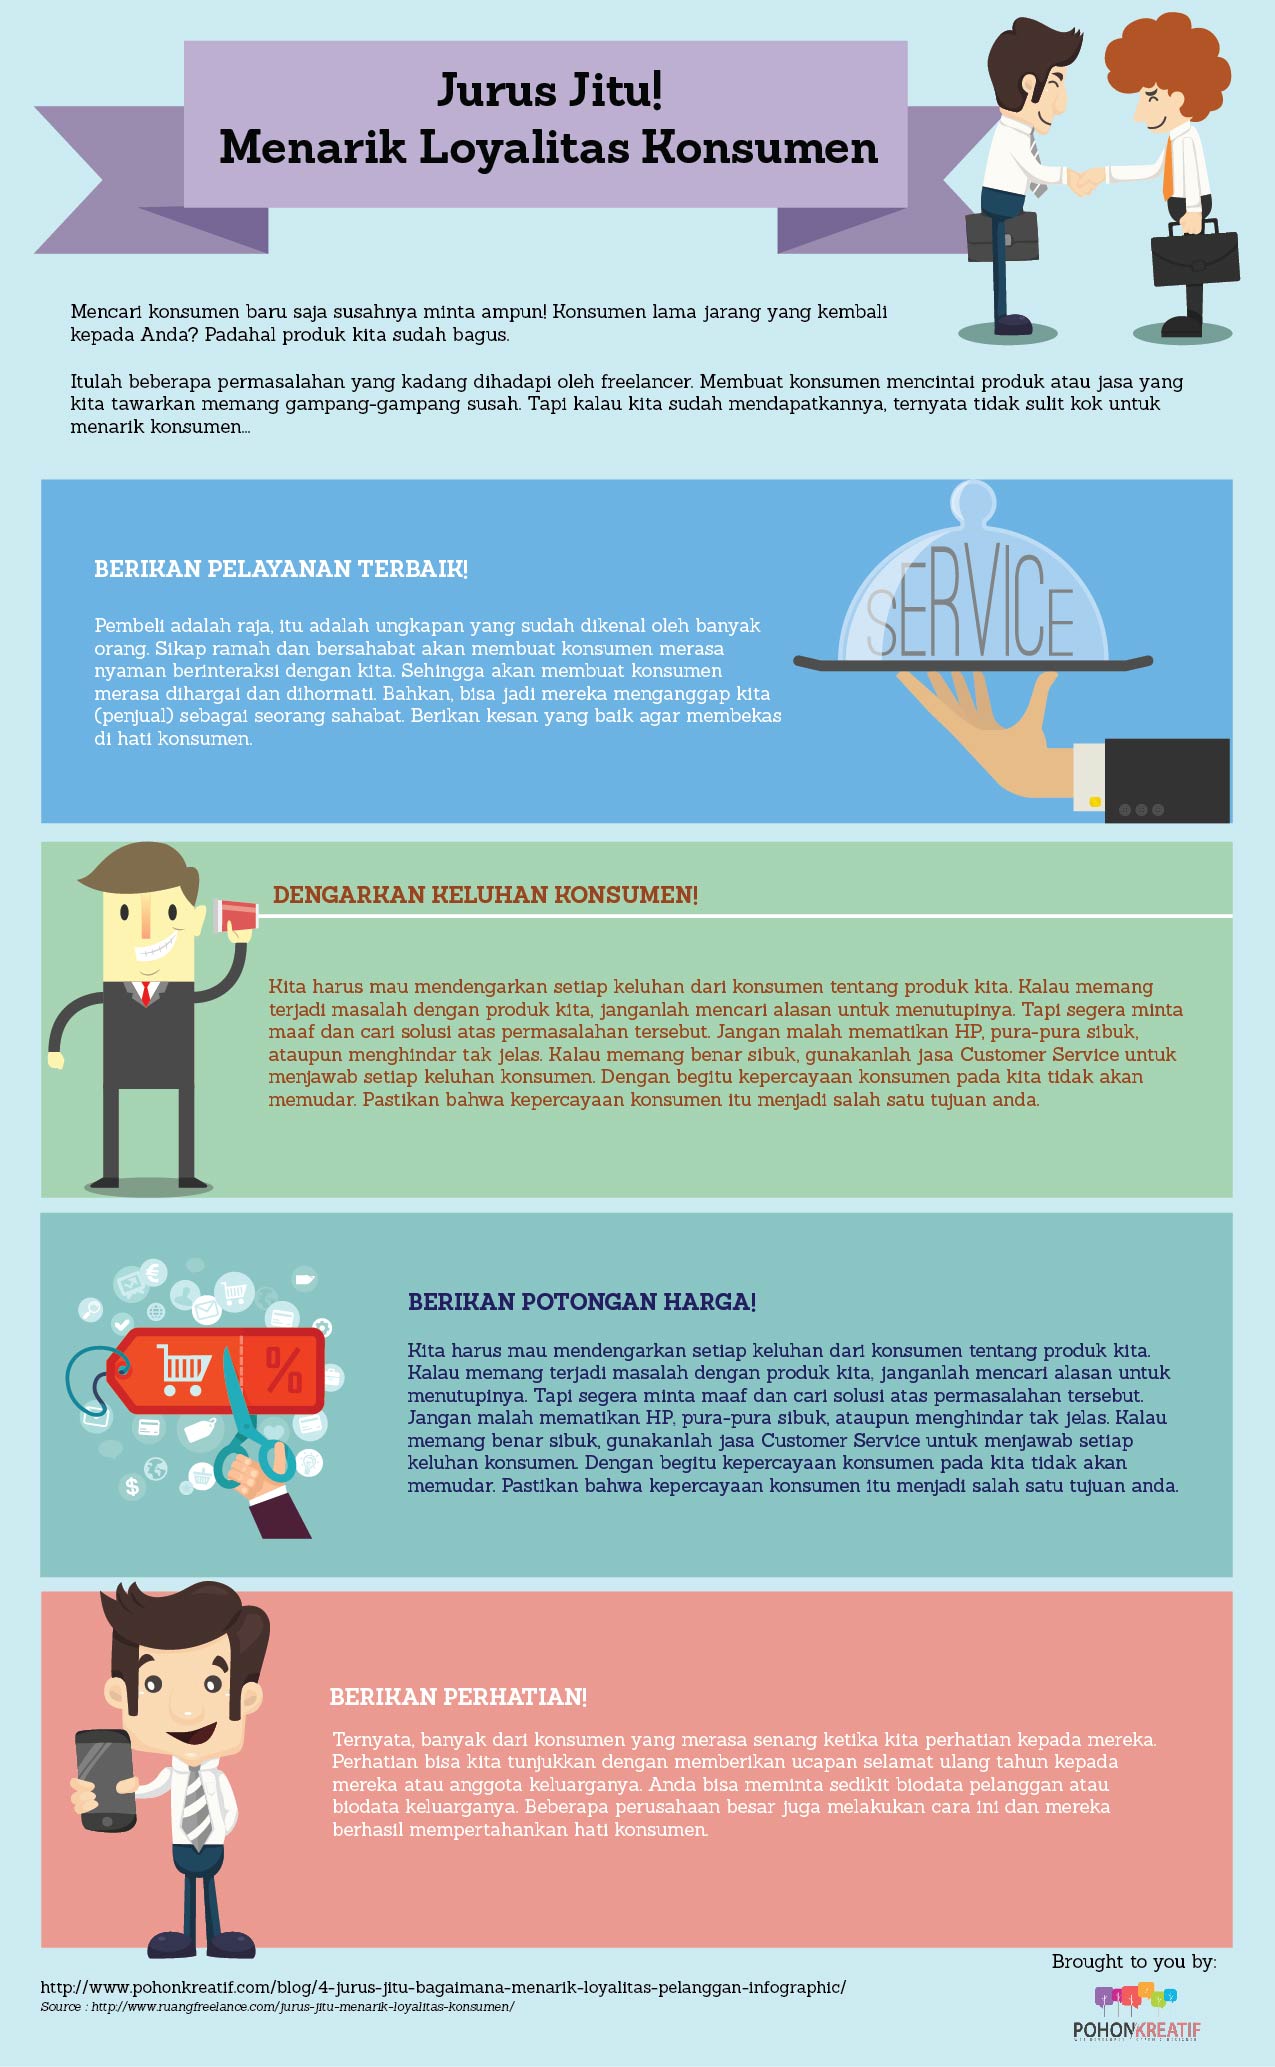 Jurus Jitu!
Menarik Loyalitas Konsumen
Mencari konsumen baru saja susahnya minta ampun! Konsumen lama jarang yang kembali
kepada Anda? Padahal produk kita sudah bagus.
Itulah beberapa permasalahan yang kadang dihadapi oleh freelancer. Membuat konsumen mencintai produk atau jasa yang
kita tawarkan memang gampang-gampang susah. Tapi kalau kita sudah mendapatkannya, ternyata tidak sulit kok untuk
menarik konsumen...
BERIKAN PELAYANAN TERBAIK!
Pembeli adalah raja, itu adalah ungkapan yang sudah dikenal oleh banyak
orang. Sikap ramah dan bersahabat akan membuat konsumen merasa
nyaman berinteraksi dengan kita. Sehingga akan membuat konsumen
merasa dihargai dan dihormati. Bahkan, bisa jadi mereka menganggap kita
(penjual) sebagai seorang sahabat. Berikan kesan yang baik agar membekas
di hati konsumen.
SERVICE
DENGARKAN KELUHAN KONSUMEN!
Kita harus mau mendengarkan setiap keluhan dari konsumen tentang produk kita. Kalau memang
terjadi masalah dengan produk kita, janganlah mencari alasan untuk menutupinya. Tapi segera minta
maaf dan cari solusi atas permasalahan tersebut. Jangan malah mematikan HP, pura-pura sibuk,
ataupun menghindar tak jelas. Kalau memang benar sibuk, gunakanlah jasa Customer Service untuk
menjawab setiap keluhan konsumen. Dengan begitu kepercayaan konsumen pada kita tidak akan
memudar. Pastikan bahwa kepercayaan konsumen itu menjadi salah satu tujuan anda.
%
€
$
BERIKAN POTONGAN HARGA!
Kita harus mau mendengarkan setiap keluhan dari konsumen tentang produk kita.
Kalau memang terjadi masalah dengan produk kita, janganlah mencari alasan untuk
menutupinya. Tapi segera minta maaf dan cari solusi atas permasalahan tersebut.
Jangan malah mematikan HP, pura-pura sibuk, ataupun menghindar tak jelas. Kalau
memang benar sibuk, gunakanlah jasa Customer Service untuk menjawab setiap
keluhan konsumen. Dengan begitu kepercayaan konsumen pada kita tidak akan
memudar. Pastikan bahwa kepercayaan konsumen itu menjadi salah satu tujuan anda.
BERIKAN PERHATIAN!
Ternyata, banyak dari konsumen yang merasa senang ketika kita perhatian kepada mereka.
Perhatian bisa kita tunjukkan dengan memberikan ucapan selamat ulang tahun kepada
mereka atau anggota keluarganya. Anda bisa meminta sedikit biodata pelanggan atau
biodata keluarganya. Beberapa perusahaan besar juga melakukan cara ini dan mereka
berhasil mempertahankan hati konsumen.
Brought to you by:
http://www.pohonkreatif.com/blog/4-jurus-jitu-bagaimana-menarik-loyalitas-pelanggan-infographic/
Source : http://www.ruangfreelance.com/jurus-jitu-menarik-loyalitas-konsumen/
POHONKREATIF